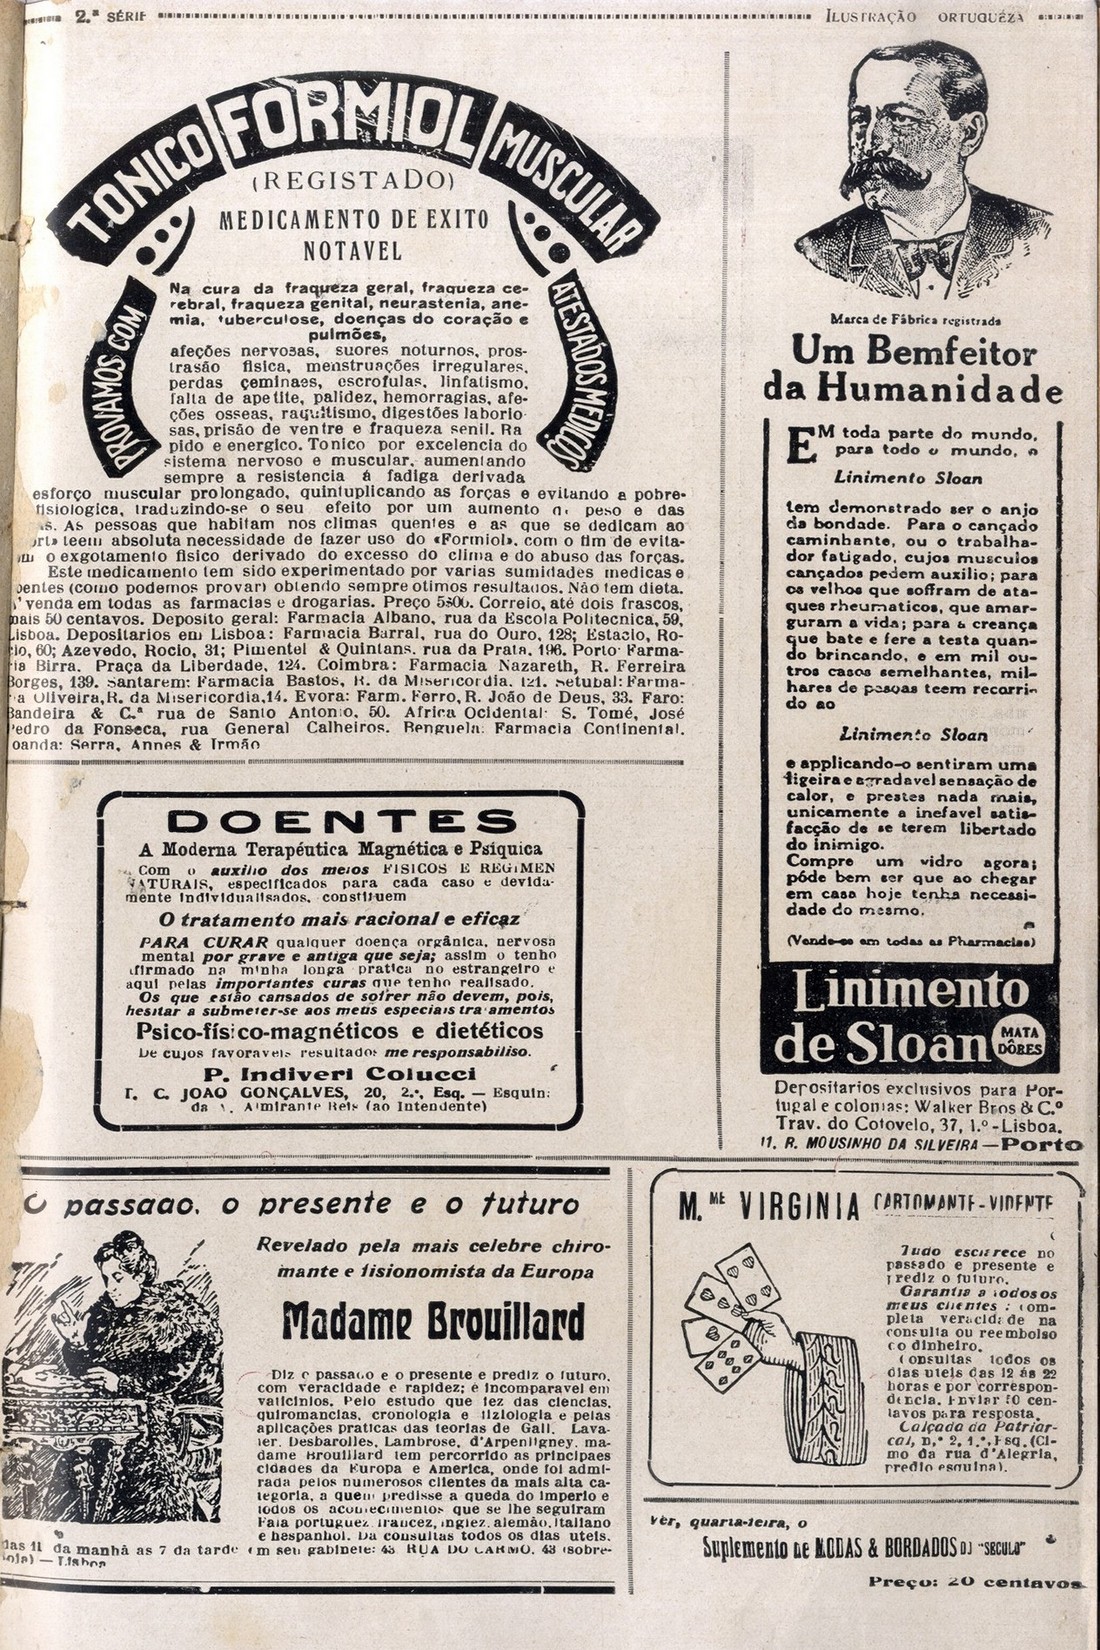 2.ª SÉRIE
ILUSTRAÇÃO ORTUGUÊZA
TONICO FORMIOL MUSCULAR
(REGISTADO)
MEDICAMENTO DE EXITO
NOTAVEL
PROVAMOS COM
ATESTADOS MEDICOS
Na cura da fraqueza geral, fraqueza ce-
rebral, fraqueza genital, neurastenia, ane-
mia, tuberculose, doenças do coração e
pulmões,
afeções nervosas, suores noturnos, pros-
trasão fisica, menstruações irregulares,
perdas çeminaes, escrofulas, linfatismo,
falta de apetite, palidez, hemorragias, afe-
ções osseas, raquitismo, digestões laborio-
sas, prisão de ventre e fraqueza senil. Ra
pido e energico. Tonico por excelencia do
sistema nervoso e muscular, aumentando
sempre a resistencia á fadiga derivada
esforço muscular prolongado, quintuplicando as forças e evitando a pobre-
fisiologica, traduzindo-se o seu efeito por um aumento de peso e das
As pessoas que habitam nos climas quentes e as que se dedicam ao
teem absoluta necessidade de fazer uso do «Formiol», com o fim de evita-
o exgotamento fisico derivado do excesso do clima e do abuso das forças.
Este medicamento tem sido experimentado por varias sumidades medicas e
(como podemos provar) obtendo sempre otimos resultados. Não tem dieta.
venda em todas as farmacias e drogarias. Preço 5$00. Correio, até dois frascos,
mais 50 centavos. Deposito geral: Farmacia Albano, rua da Escola Politecnica, 59,
Lisboa. Depositarios em Lisboa: Farmacia Barral, rua do Ouro, 128; Estacio, Ro-
cio, 60; Azevedo, Rocio, 31; Pimentel & Quintans, rua da Prata, 196. Porto Farma-
cia Birra, Praça da Liberdade, 124. Coimbra: Farmacia Nazareth, R. Ferreira
Borges, 139. Santarem: Farmacia Bastos, R. da Misericordia, 121. Setubal: Farma-
cia Oliveira, R. da Misericordia, 14. Evora: Farm. Ferro, R. João de Deus, 33. Faro:
Bandeira & C.ª rua de Santo Antonio, 50. Africa Ocidental: S. Tomé, José
Pedro da Fonseca, rua General Calheiros. Benguela: Farmacia Continental.
oanda: Serra, Annes & Irmão
DOENTES
A Moderna Terapéutica Magnética e Psiquica
Com o auxilio dos meios FISICOS E REGIMEN
NATURAIS, especificados para cada caso e devida-
mente individualisados, constituem
O tratamento mais racional e eficaz
PARA CURAR qualquer doença orgânica, nervosa
mental por grave e antiga que seja; assim o tenho
afirmado na minha longa pratica no estrangeiro e
aqui pelas importantes curas que tenho realisado.
Os que estão cansados de sofrer não devem, pois,
hesitar a submeter-se aos meus especiais tratamentos
Psico-físico-magnéticos e dietéticos
De cujos favoraveis resultados me responsabiliso.
P. Indiveri Colucci
T. C. JOAO GONÇALVES, 20, 2.º, Esq. — Esquina
da A. Almirante Reis (ao Intendente)
Marca de Fábrica registrada
Um Bemfeitor
da Humanidade
EM toda parte do mundo,
para todo o mundo, o
Linimento Sloan
tem demonstrado ser o anjo
da bondade. Para o cançado
caminhante, ou o trabalha-
dor fatigado, cujos musculos
cançados pedem auxilio; para
os velhos que soffram de ata-
ques rheumaticos, que amar-
guram a vida; para a creança
que bate e fere a testa quan-
do brincando, e em mil ou-
tros casos semelhantes, mil-
hares de pessoas teem recorri-
do ao
Linimento Sloan
e applicando-o sentiram uma
ligeira e agradavel sensação de
calor, e prestes nada mais,
unicamente a inefavel satis-
facção de se terem libertado
do inimigo.
Compre um vidro agora;
póde bem ser que ao chegar
em casa hoje tenha necessi-
dade do mesmo.
(Vende-se em todas as Pharmacias)
Linimento
de Sloan MATA DÔRES
Depositarios exclusivos para Por-
tugal e colonias: Walker Bros & C.º
Trav. do Cotovelo, 37, 1.º - Lisboa.
11, R. MOUSINHO DA SILVEIRA — Porto
O passado, o presente e o futuro
Revelado pela mais celebre chiro-
mante e fisionomista da Europa
Madame Brouillard
Diz o passado e o presente e prediz o futuro,
com veracidade e rapidez; é incomparavel em
vaticinios. Pelo estudo que fez das ciencias,
quiromancias, cronologia e fiziologia e pelas
aplicações praticas das teorias de Gall, Lava-
ter, Desbarolles, Lambrose, d'Arpenligney, ma-
dame Brouillard tem percorrido as principaes
cidades da Europa e America, onde foi admi-
rada pelos numerosos clientes da mais alta ca-
tegoria, a quem predisse a queda do imperio e
todos os acontecimentos que se lhe seguiram
Fala portuguez, francez, inglez, alemão, italiano
e hespanhol. Dá consultas todos os dias uteis,
das 11 da manhã as 7 da tarde em seu gabinete: 43 RUA DO CARMO, 43 (sobre-
loja) — Lisboa
M.ME VIRGINIA CARTOMANTE-VIDENTE
Tudo esclarece no
passado e presente e
prediz o futuro.
Garantia a todos os
meus clientes: com-
pleta veracidade na
consulta ou reembolso
do dinheiro.
Consultas todos os
dias uteis das 12 ás 22
horas e por correspon-
dencia. Enviar 50 cen-
tavos para resposta.
Calçada da Patriar-
cal, n.º 2, 1.º, Esq. (Ci-
mo da rua d'Alegria,
predio esquina).
Ver, quarta-feira, o
Suplemento de MODAS & BORDADOS DO "SECULO"
Preço: 20 centavos